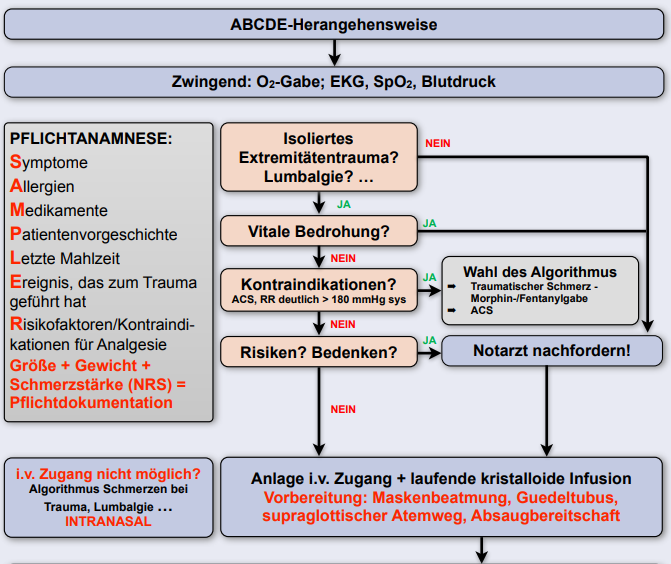 ABCDE-Herangehensweise
Zwingend: O₂-Gabe; EKG, SpO₂, Blutdruck
PFLICHTANAMNESE:
Symptome
Allergien
Medikamente
Patientenvorgeschichte
Letzte Mahlzeit
Ereignis, das zum Trauma
geführt hat
Risikofaktoren/Kontraindi-
kationen für Analgesie
Größe + Gewicht +
Schmerzstärke (NRS) =
Pflichtdokumentation
Isoliertes
Extremitätentrauma?
Lumbalgie? ...
NEIN
JA
Vitale Bedrohung?
JA
NEIN
Kontraindikationen?
ACS, RR deutlich > 180 mmHg sys
JA
NEIN
Wahl des Algorithmus
➡ Traumatischer Schmerz -
Morphin-/Fentanylgabe
➡ ACS
Risiken? Bedenken?
JA
NEIN
Notarzt nachfordern!
i.v. Zugang nicht möglich?
Algorithmus Schmerzen bei
Trauma, Lumbalgie ...
INTRANASAL
Anlage i.v. Zugang + laufende kristalloide Infusion
Vorbereitung: Maskenbeatmung, Guedeltubus,
supraglottischer Atemweg, Absaugbereitschaft